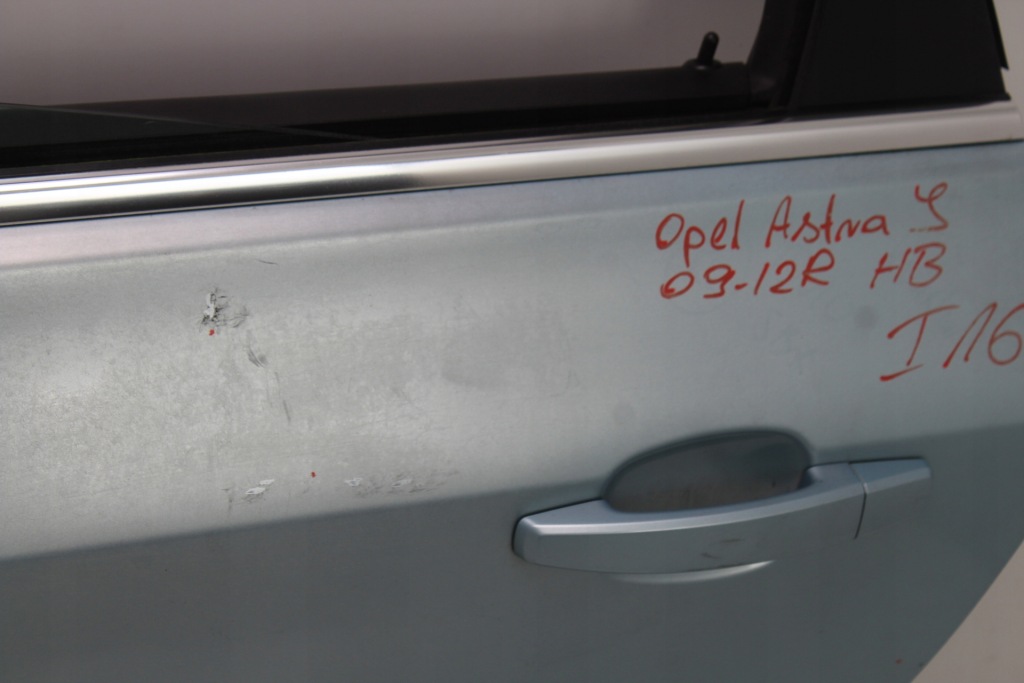 Opel Astra J
09-12R HB
I/16